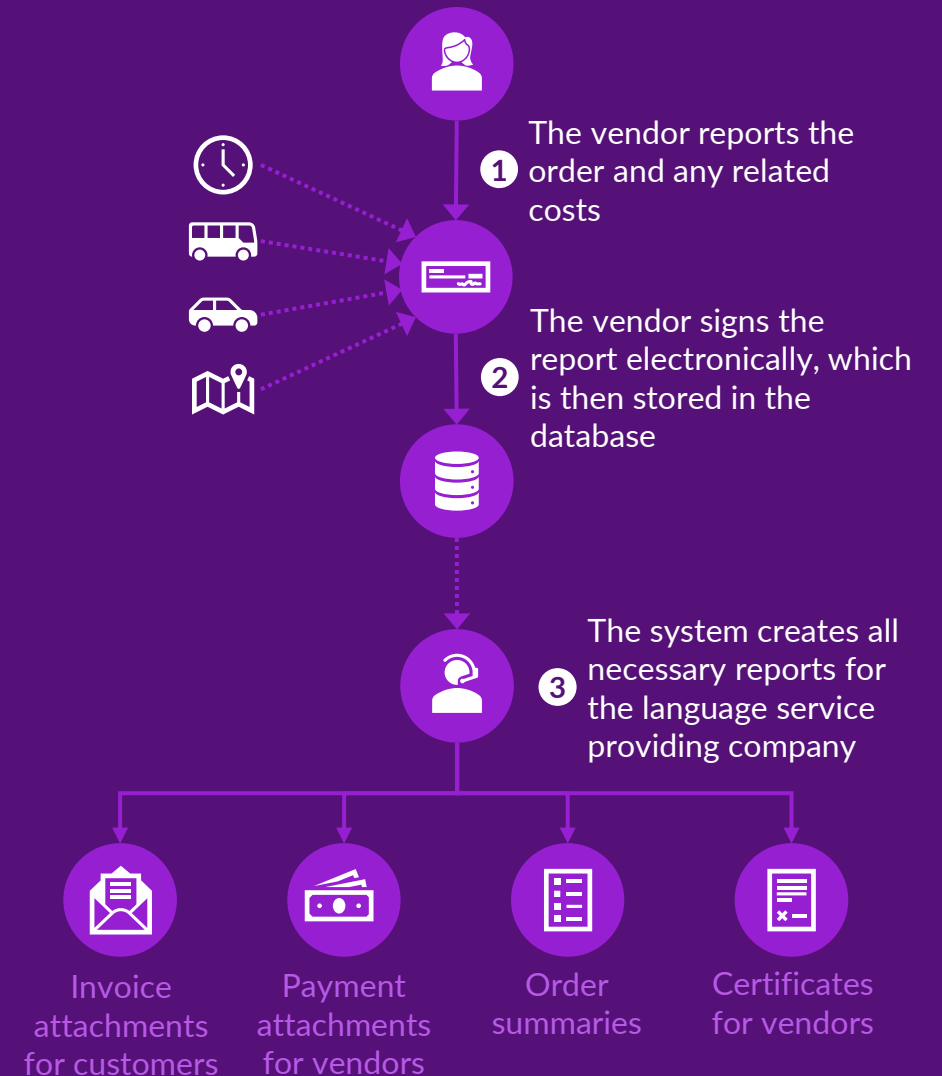 1
The vendor reports the
order and any related
costs
2
The vendor signs the
report electronically, which
is then stored in the
database
3
The system creates all
necessary reports for
the language service
providing company
Invoice
attachments
for customers
Payment
attachments
for vendors
Order
summaries
Certificates
for vendors